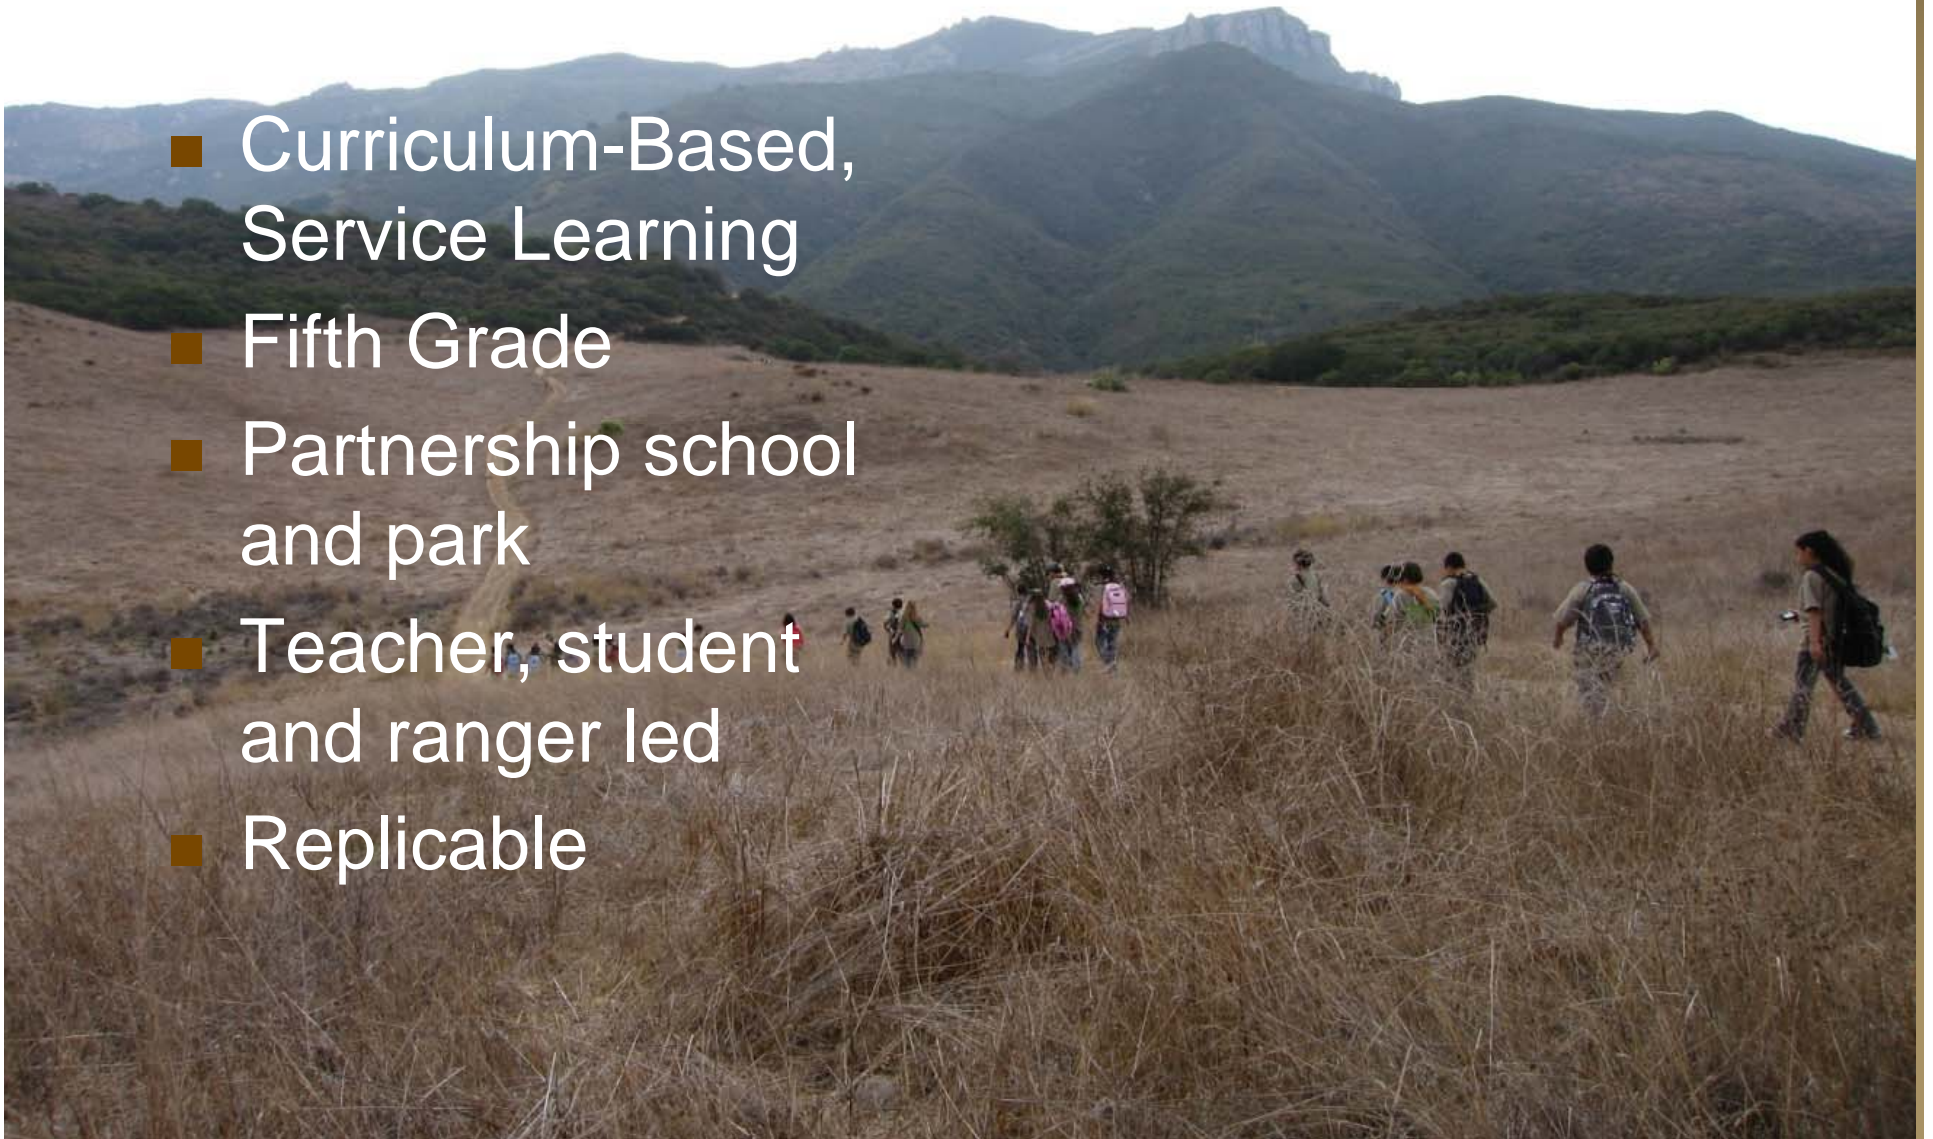 Curriculum-Based,
Service Learning
Fifth Grade
Partnership school
and park
Teacher, student
and ranger led
Replicable